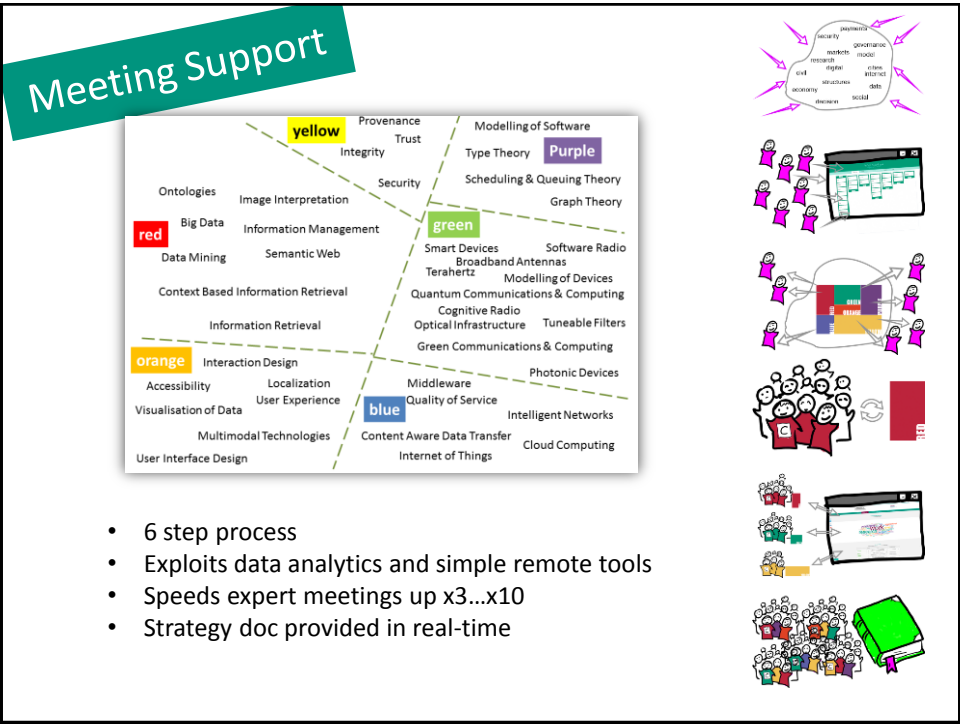 Meeting Support
yellow
Provenance
Trust
Integrity
Security
Modelling of Software
Type Theory
Purple
Scheduling & Queuing Theory
Graph Theory
Ontologies
Image Interpretation
red
Big Data
Information Management
Data Mining
Semantic Web
Context Based Information Retrieval
Information Retrieval
green
Smart Devices
Software Radio
Broadband Antennas
Terahertz
Modelling of Devices
Quantum Communications & Computing
Cognitive Radio
Optical Infrastructure
Tuneable Filters
Green Communications & Computing
Photonic Devices
orange
Interaction Design
Accessibility
Localization
User Experience
Visualisation of Data
Multimodal Technologies
User Interface Design
Middleware
blue
Quality of Service
Intelligent Networks
Content Aware Data Transfer
Cloud Computing
Internet of Things
• 6 step process
• Exploits data analytics and simple remote tools
• Speeds expert meetings up x3...x10
• Strategy doc provided in real-time
payments
security
governance
markets
model
research
digital
cities
civil
internet
structures
data
economy
social
decision
GREEN
ORANGE
C
RED